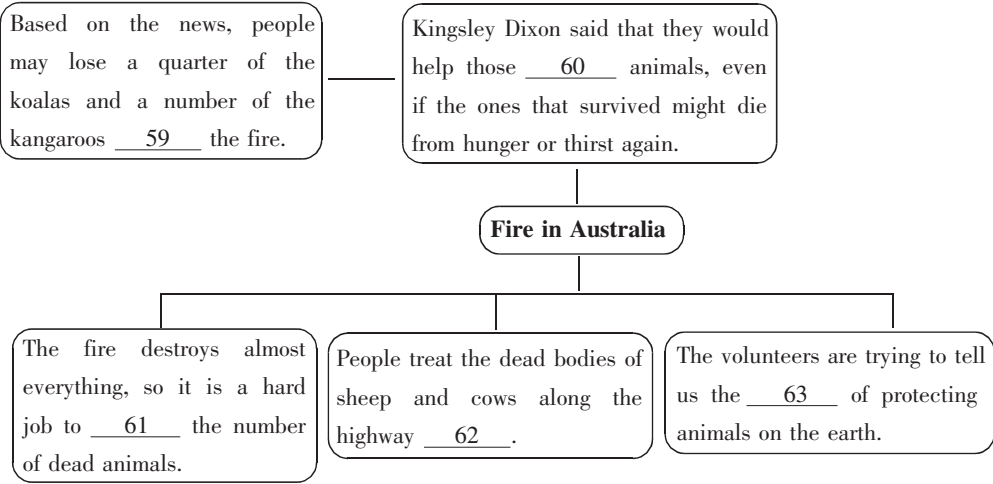 Based on the news, people
may lose a quarter of the
koalas and a number of the
kangaroos 59 the fire.
Kingsley Dixon said that they would
help those 60 animals, even
if the ones that survived might die
from hunger or thirst again.
Fire in Australia
The fire destroys almost
everything, so it is a hard
job to 61 the number
of dead animals.
People treat the dead bodies of
sheep and cows along the
highway 62 .
The volunteers are trying to tell
us the 63 of protecting
animals on the earth.